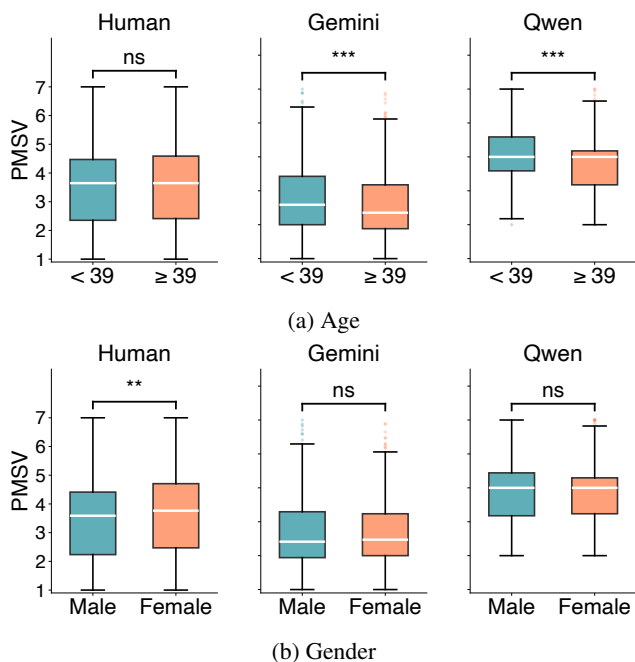 Human Gemini Qwen
ns *** ***
PMSV
7
6
5
4
3
2
1
< 39 ≥ 39 < 39 ≥ 39 < 39 ≥ 39
(a) Age
Human Gemini Qwen
** ns ns
PMSV
7
6
5
4
3
2
1
Male Female Male Female Male Female
(b) Gender